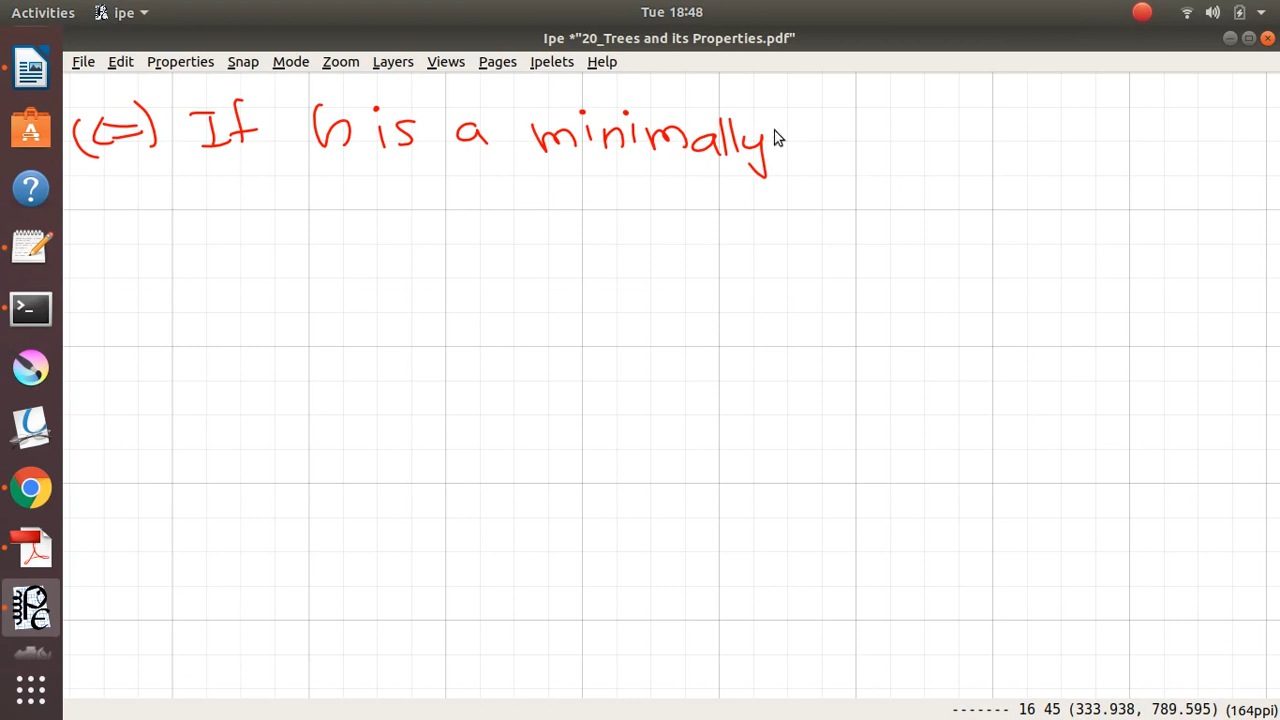 Activities ipe Tue 18:48
Ipe *"20_Trees and its Properties.pdf"
File Edit Properties Snap Mode Zoom Layers Views Pages Ipelets Help
(⇐) If G is a minimally
------- 16 45 (333.938, 789.595) (164ppi)